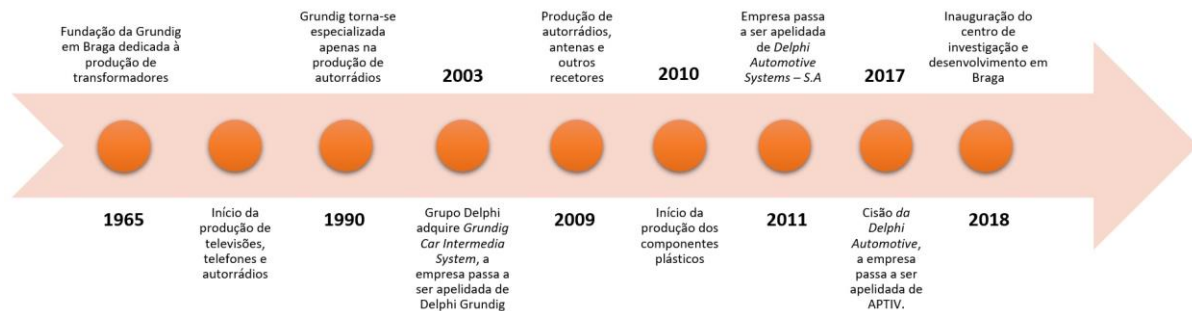 Fundação da Grundig
em Braga dedicada à
produção de
transformadores
1965
Início da
produção de
televisões,
telefones e
autorrádios
Grundig torna-se
especializada
apenas na
produção de
autorrádios
1990
2003
Grupo Delphi
adquire Grundig
Car Intermedia
System, a
empresa passa a
ser apelidada de
Delphi Grundig
Produção de
autorrádios,
antenas e
outros
recetores
2009
2010
Início da
produção dos
componentes
plásticos
Empresa passa
a ser apelidada
de Delphi
Automotive
Systems – S.A
2011
2017
Cisão da
Delphi
Automotive,
a empresa
passa a ser
apelidada de
APTIV.
Inauguração do
centro de
investigação e
desenvolvimento em
Braga
2018